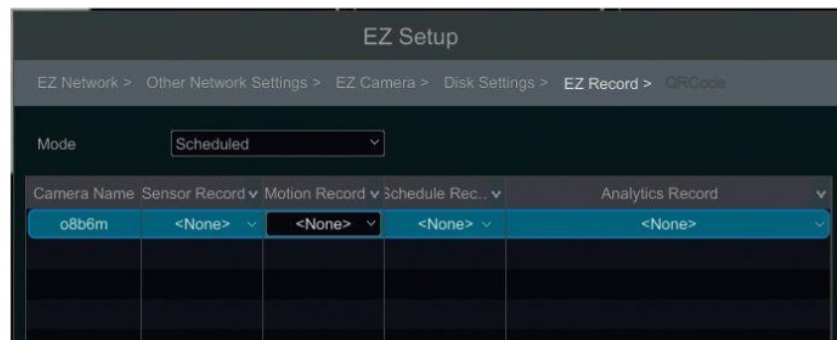 EZ Setup
EZ Network > Other Network Settings > EZ Camera > Disk Settings > EZ Record > QRCode
Mode Scheduled
Camera Name Sensor Record Motion Record Schedule Rec.. Analytics Record
o8b6m <None> <None> <None> <None>